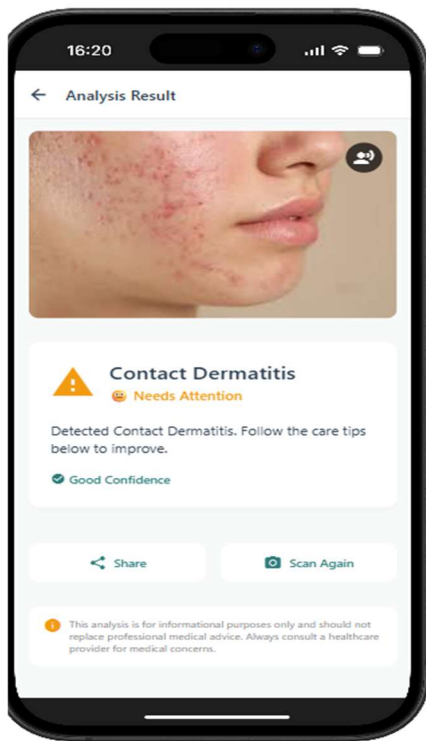 16:20
Analysis Result
Contact Dermatitis
Needs Attention
Detected Contact Dermatitis. Follow the care tips
below to improve.
Good Confidence
Share
Scan Again
This analysis is for informational purposes only and should not
replace professional medical advice. Always consult a healthcare
provider for medical concerns.